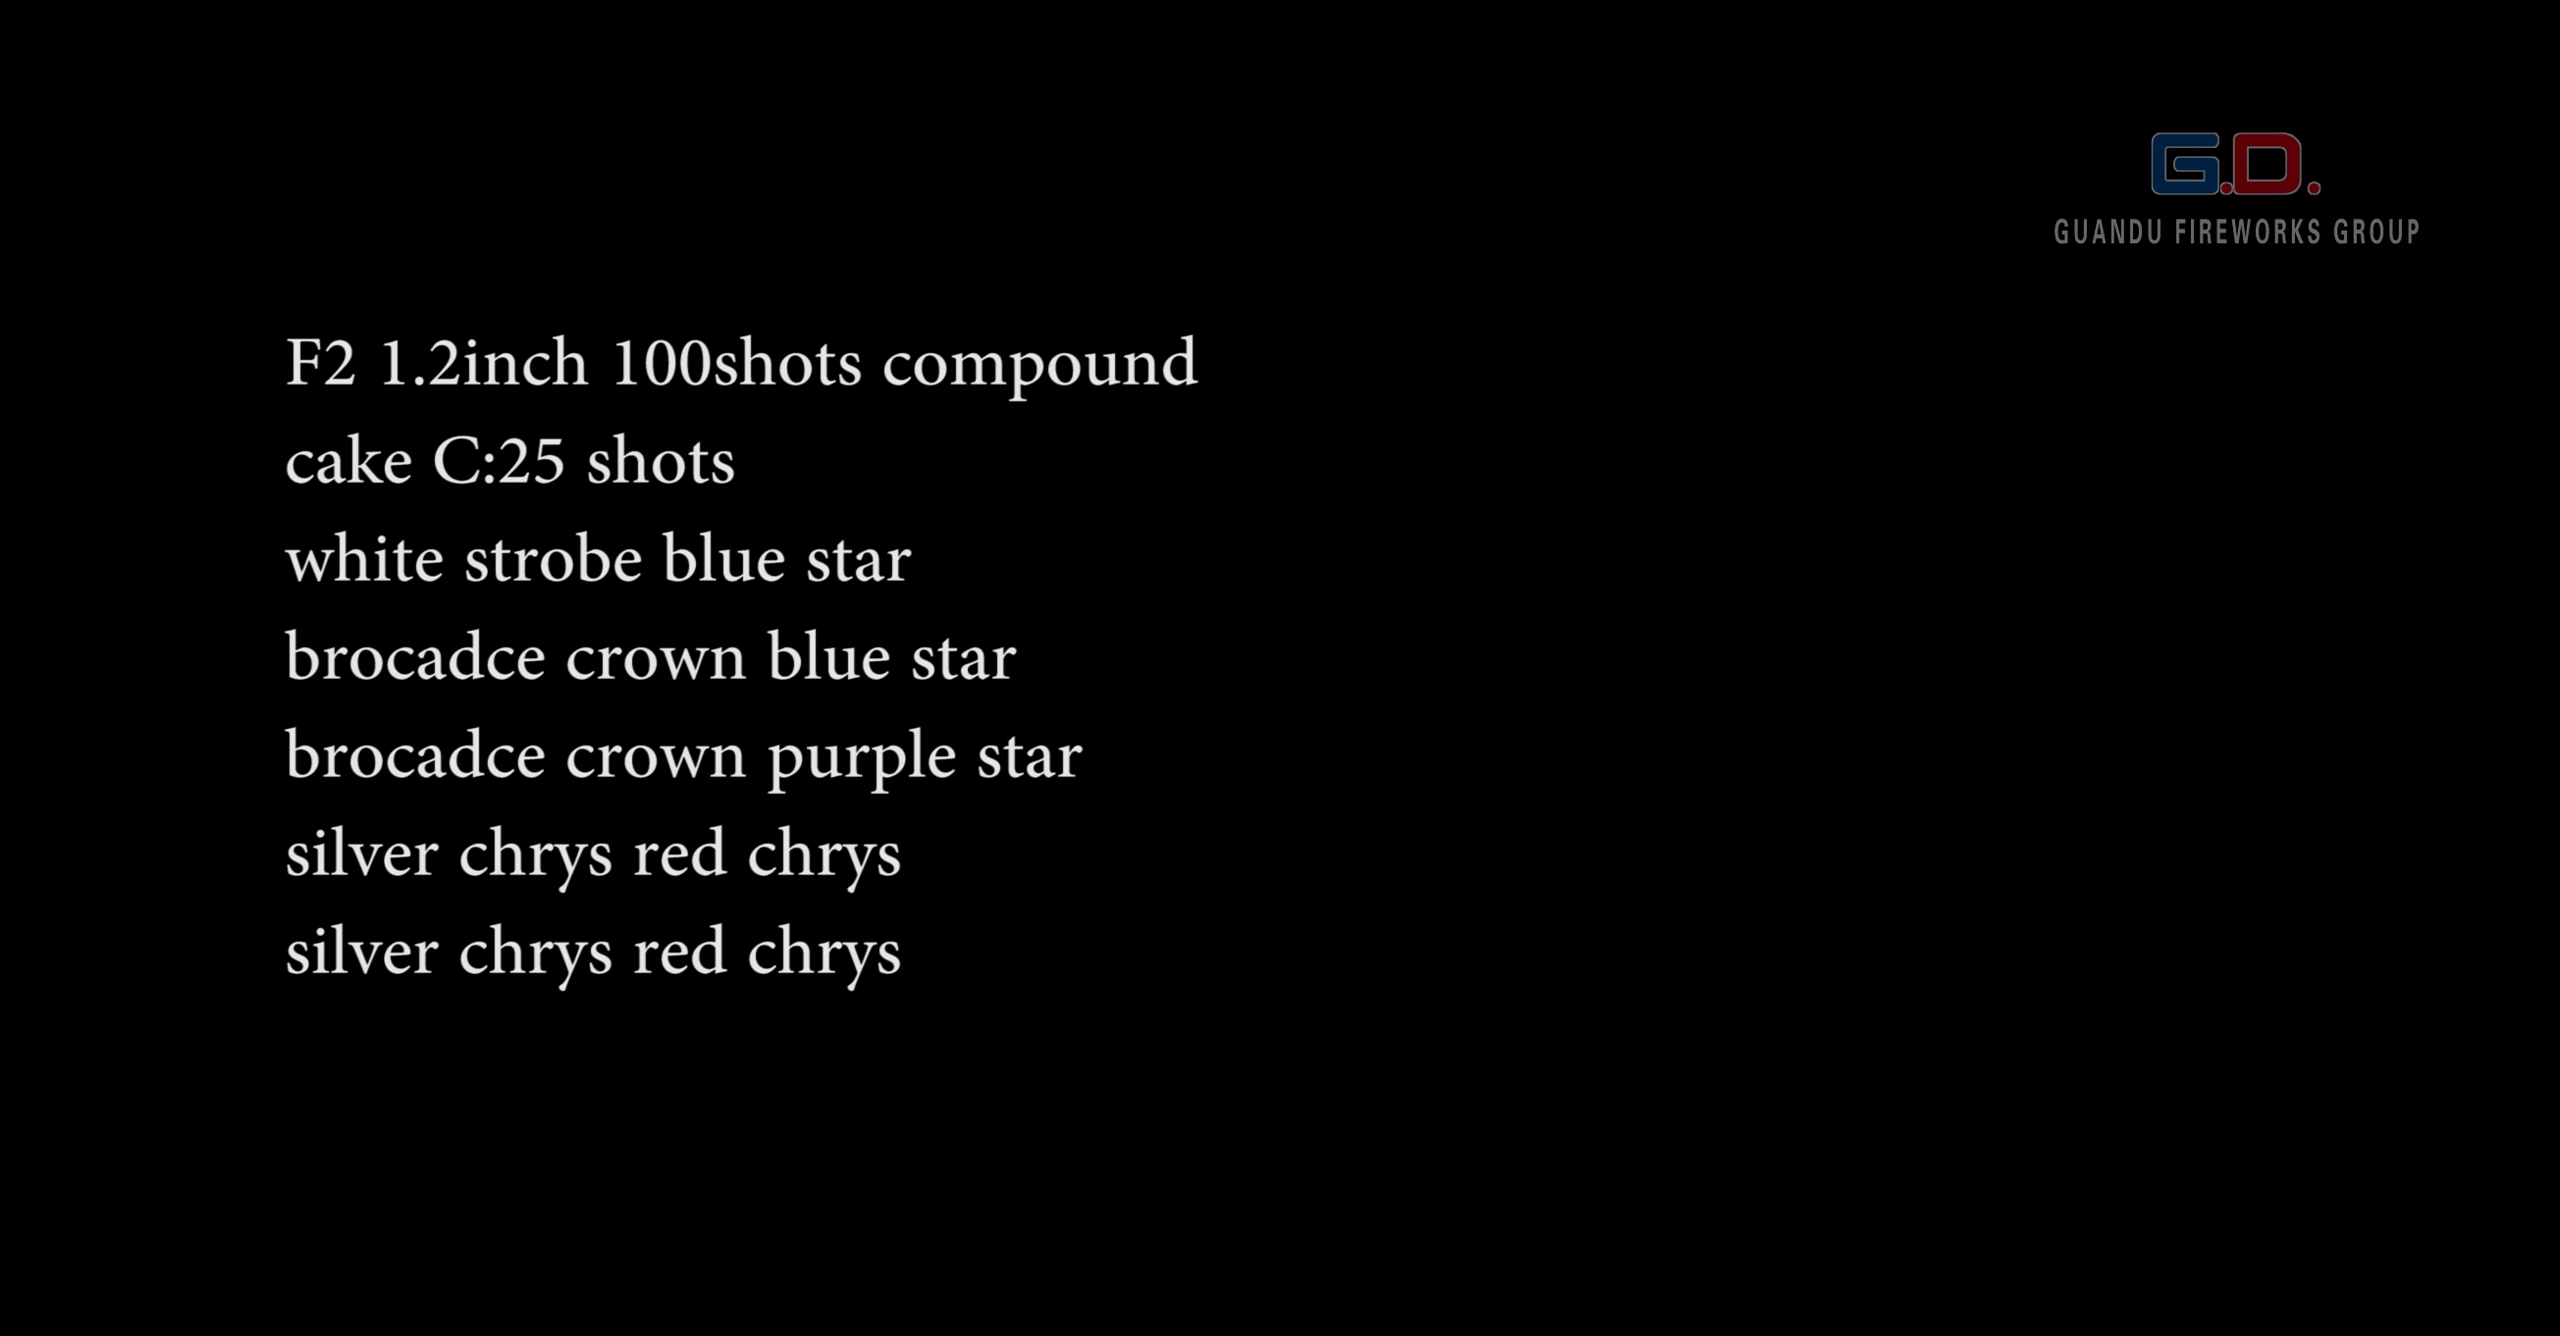 G.D.
GUANDU FIREWORKS GROUP
F2 1.2inch 100shots compound
cake C:25 shots
white strobe blue star
brocadce crown blue star
brocadce crown purple star
silver chrys red chrys
silver chrys red chrys